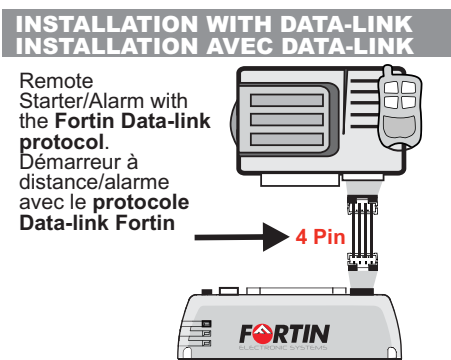 INSTALLATION WITH DATA-LINK
INSTALLATION AVEC DATA-LINK
Remote
Starter/Alarm with
the Fortin Data-link
protocol.
Démarreur à
distance/alarme
avec le protocole
Data-link Fortin
4 Pin
FORTIN
ELECTRONIC SYSTEMS